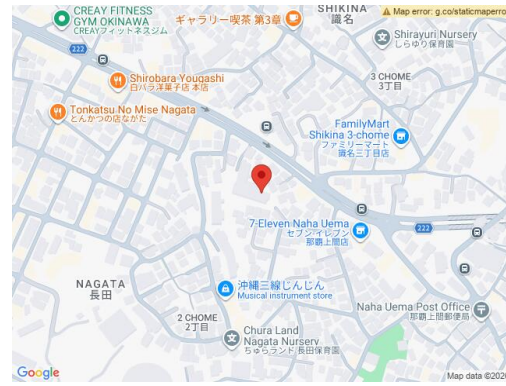 CREAY FITNESS
GYM OKINAWA
CREAYフィットネスジム
ギャラリー喫茶 第3章
SHIKINA
識名
Map error: g.co/staticmaperro
Shirayuri Nursery
しらゆり保育園
222
Shirobara Yougashi
白バラ洋菓子店 本店
3 CHOME
3丁目
Tonkatsu No Mise Nagata
とんかつの店ながた
FamilyMart
Shikina 3-chome
ファミリーマート
識名三丁目店
7-Eleven Naha Uema
セブン-イレブン
那覇上間店
222
222
NAGATA
長田
沖縄三線じんじん
Musical instrument store
Naha Uema Post Office
那覇上間郵便局
2 CHOME
2丁目
Chura Land
Nagata Nursery
ちゅらランド 長田保育園
Google
Map data ©2026